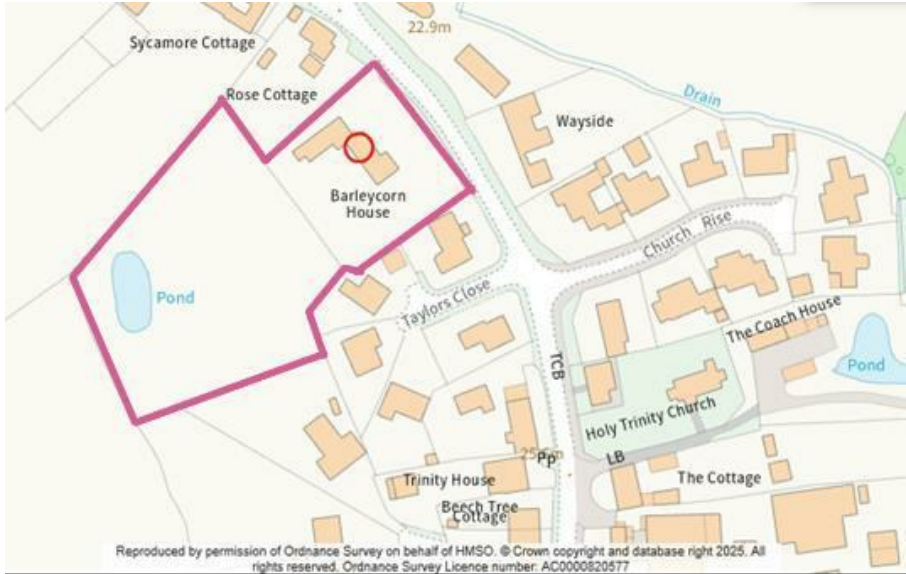 22.9m
Sycamore Cottage
Rose Cottage
Drain
Wayside
Barleycorn
House
Church Rise
Pond
Taylors Close
The Coach House
TCB
Pond
Holy Trinity Church
Pp
LB
Trinity House
The Cottage
Beech Tree
Cottage
Reproduced by permission of Ordnance Survey on behalf of HMSO. © Crown copyright and database right 2025. All
rights reserved. Ordnance Survey Licence number: AC0000820577